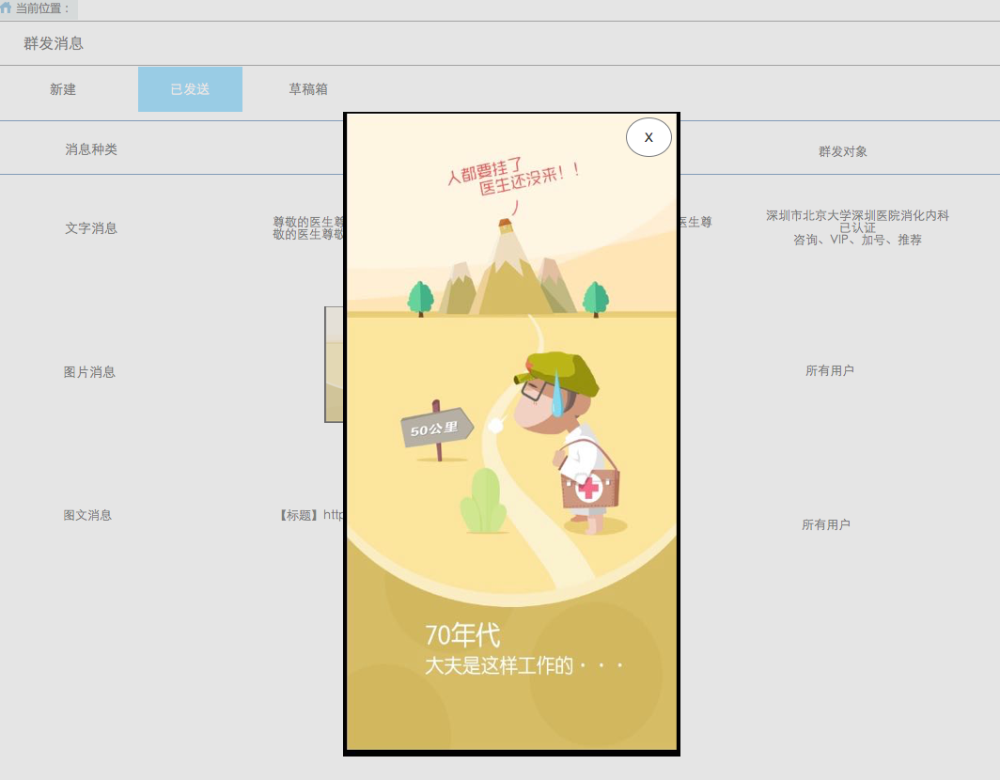 当前位置：
群发消息
新建
已发送
草稿箱
消息种类
群发对象
文字消息
尊敬的医生尊
敬的医生尊敬
医生尊
深圳市北京大学深圳医院消化内科
已认证
咨询、VIP、加号、推荐
图片消息
所有用户
图文消息
【标题】http
所有用户
X
人都要挂了
医生还没来！！
50公里
70年代
大夫是这样工作的···